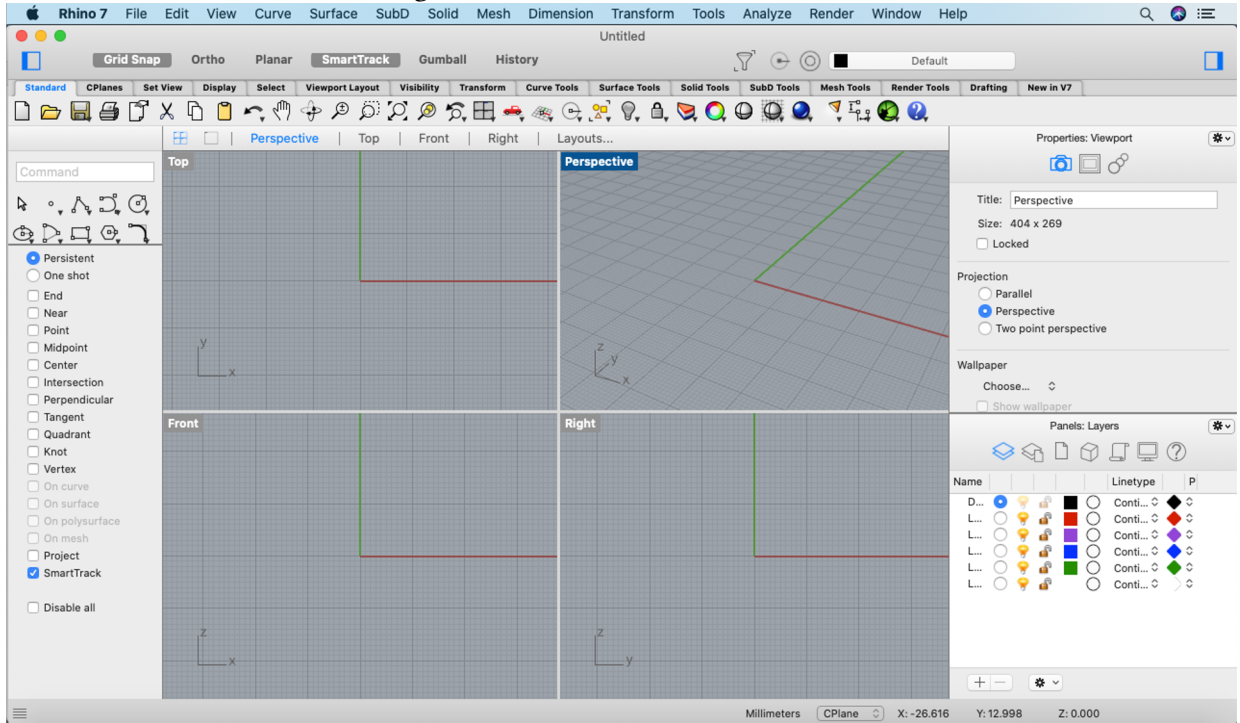 Rhino 7 File Edit View Curve Surface SubD Solid Mesh Dimension Transform Tools Analyze Render Window Help
Untitled
Grid Snap Ortho Planar SmartTrack Gumball History Default
Standard CPlanes Set View Display Select Viewport Layout Visibility Transform Curve Tools Surface Tools Solid Tools SubD Tools Mesh Tools Render Tools Drafting New in V7
Perspective | Top | Front | Right | Layouts...
Command
Persistent
One shot
End
Near
Point
Midpoint
Center
Intersection
Perpendicular
Tangent
Quadrant
Knot
Vertex
On curve
On surface
On polysurface
On mesh
Project
SmartTrack
Disable all
Top
y
x
Perspective
z
y
x
Front
z
x
Right
z
y
Properties: Viewport
Title: Perspective
Size: 404 x 269
Locked
Projection
Parallel
Perspective
Two point perspective
Wallpaper
Choose...
Show wallpaper
Panels: Layers
Name Linetype P
D... Conti...
L... Conti...
L... Conti...
L... Conti...
L... Conti...
L... Conti...
Millimeters CPlane X: -26.616 Y: 12.998 Z: 0.000